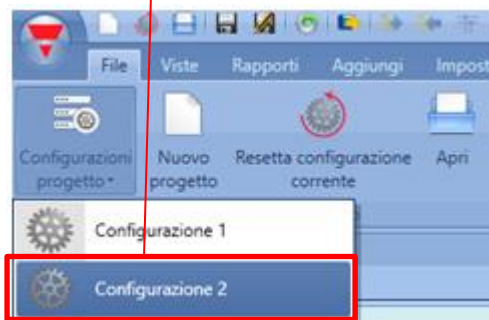 File Viste Rapporti Aggiungi Impost
Configurazioni progetto
Nuovo progetto
Resetta configurazione corrente
Apri
Configurazione 1
Configurazione 2